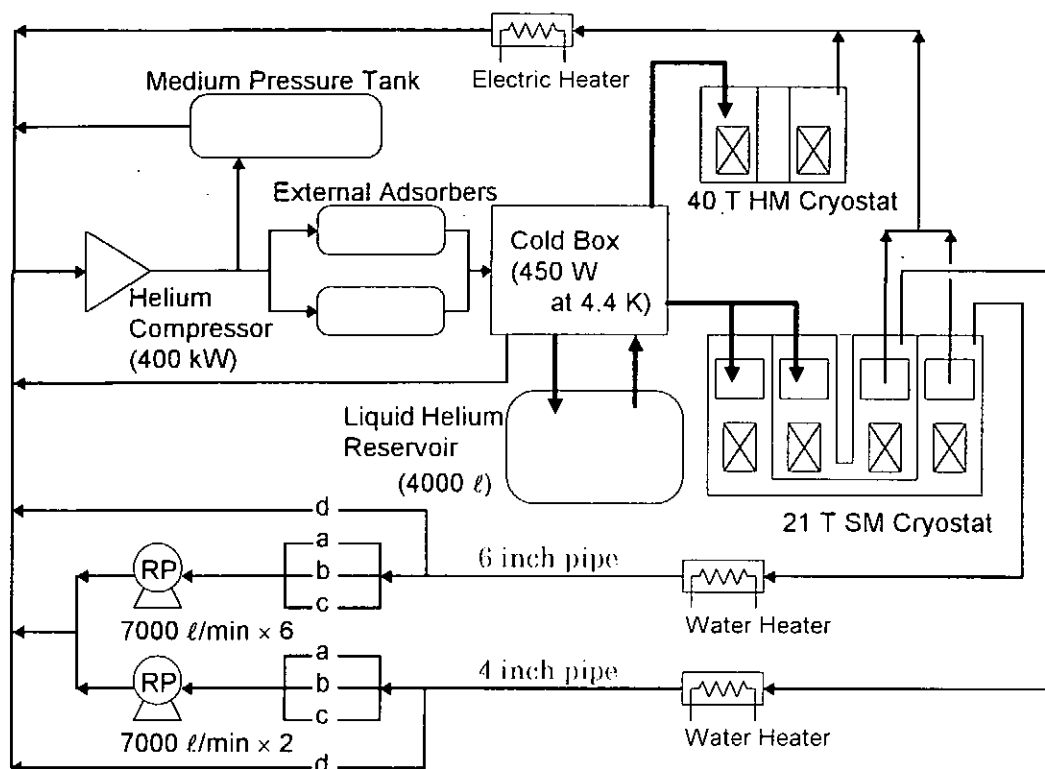 Electric Heater
Medium Pressure Tank
External Adsorbers
40 T HM Cryostat
Cold Box
(450 W
at 4.4 K)
Helium
Compressor
(400 kW)
Liquid Helium
Reservoir
(4000 ℓ)
21 T SM Cryostat
d
a
b
c
RP
7000 ℓ/min × 6
6 inch pipe
Water Heater
a
b
c
d
RP
7000 ℓ/min × 2
4 inch pipe
Water Heater